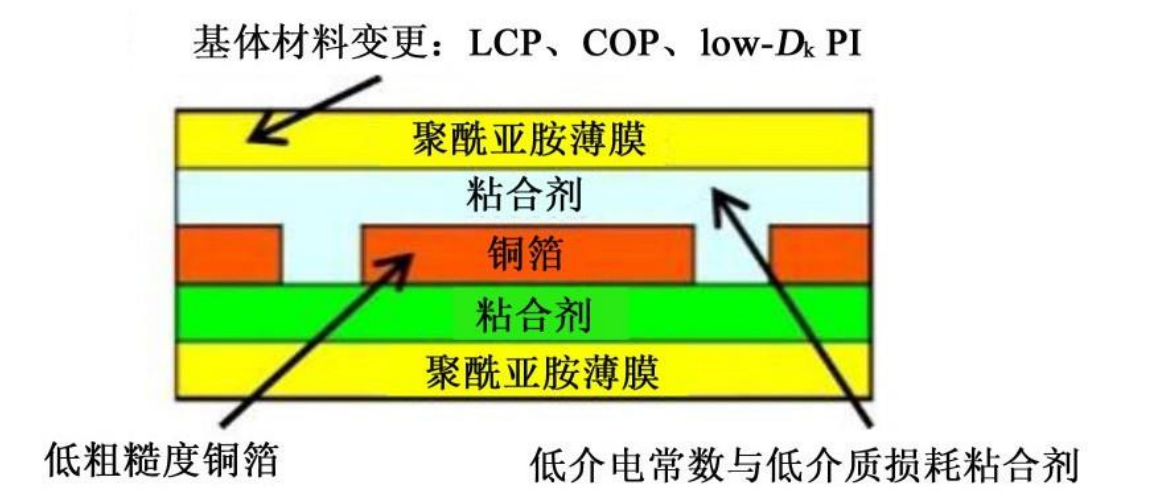 基体材料变更：LCP、COP、low-Dk PI
聚酰亚胺薄膜
粘合剂
铜箔
粘合剂
聚酰亚胺薄膜
低粗糙度铜箔
低介电常数与低介质损耗粘合剂